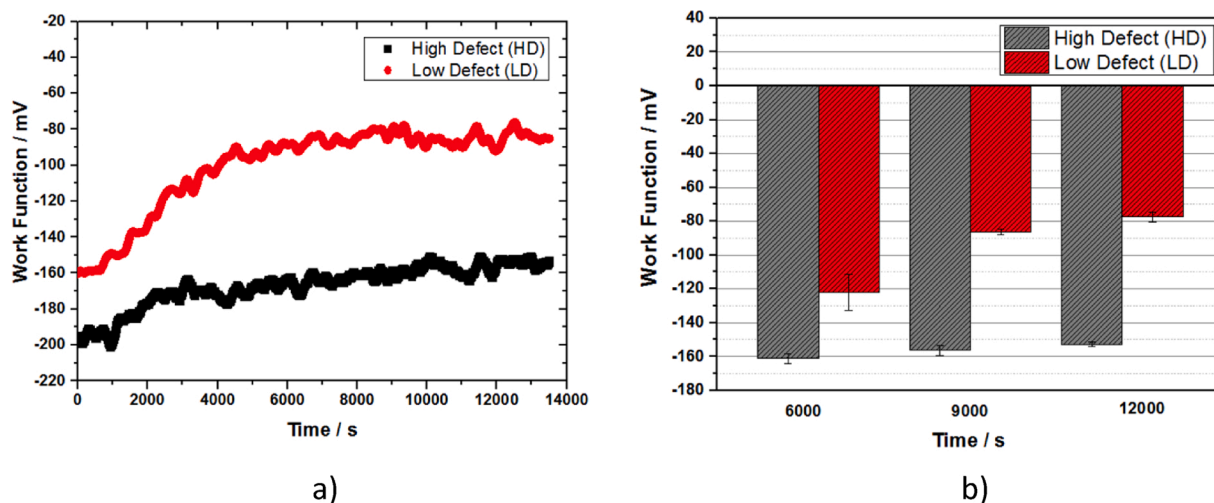 -20
-40
-60
-80
-100
-120
-140
-160
-180
-200
-220
Work Function / mV
High Defect (HD)
Low Defect (LD)
0 2000 4000 6000 8000 10000 12000 14000
Time / s
a)
40
20
0
-20
-40
-60
-80
-100
-120
-140
-160
-180
Work Function / mV
High Defect (HD)
Low Defect (LD)
6000 9000 12000
Time / s
b)